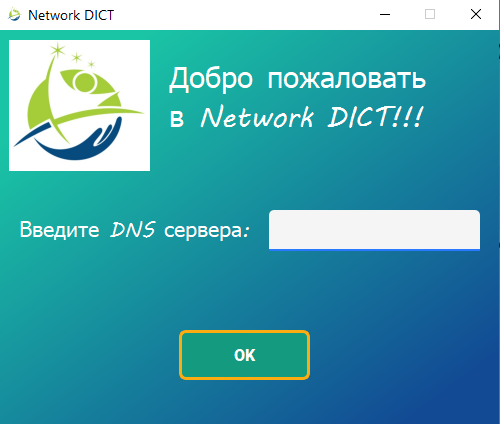 Network DICT
Добро пожаловать
в Network DICT!!!
Введите DNS сервера:
OK